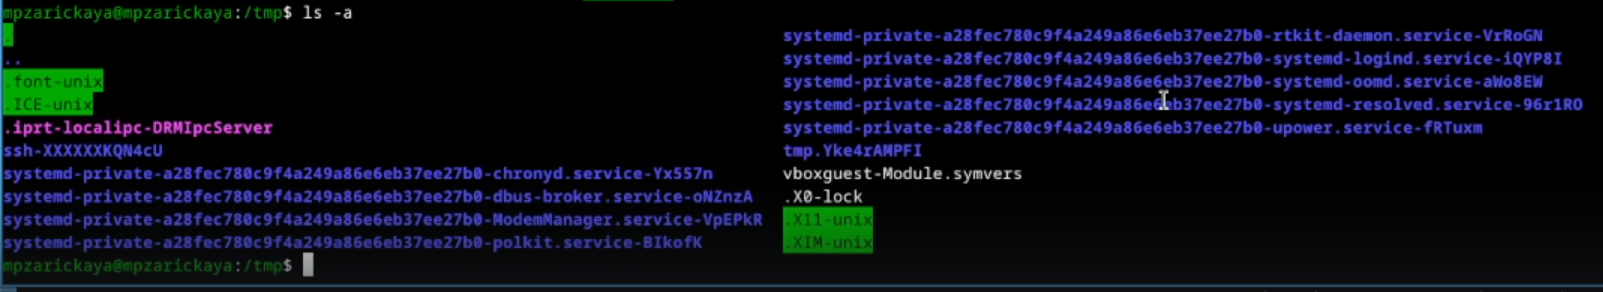 mpzarickaya@mpzarickaya:/tmp$ ls -a
.
..
.font-unix
.ICE-unix
.iprt-localipc-DRMIpcServer
ssh-XXXXXXKQN4cU
systemd-private-a28fec780c9f4a249a86e6eb37ee27b0-chronyd.service-Yx557n
systemd-private-a28fec780c9f4a249a86e6eb37ee27b0-dbus-broker.service-oNZnzA
systemd-private-a28fec780c9f4a249a86e6eb37ee27b0-ModemManager.service-VpEPkR
systemd-private-a28fec780c9f4a249a86e6eb37ee27b0-polkit.service-BIkofK
systemd-private-a28fec780c9f4a249a86e6eb37ee27b0-rtkit-daemon.service-VrRoGN
systemd-private-a28fec780c9f4a249a86e6eb37ee27b0-systemd-logind.service-iQYP8I
systemd-private-a28fec780c9f4a249a86e6eb37ee27b0-systemd-oomd.service-aWo8EW
systemd-private-a28fec780c9f4a249a86e6eb37ee27b0-systemd-resolved.service-96r1RO
systemd-private-a28fec780c9f4a249a86e6eb37ee27b0-upower.service-fRTuxm
tmp.Yke4rAMPFI
vboxguest-Module.symvers
.X0-lock
.X11-unix
.XIM-unix
mpzarickaya@mpzarickaya:/tmp$